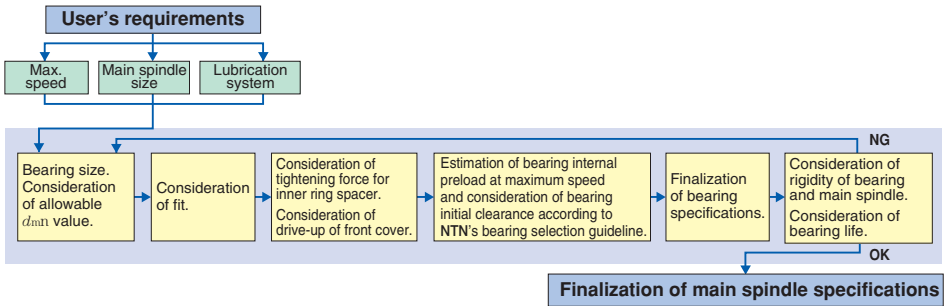 User's requirements
Max.
speed
Main spindle
size
Lubrication
system
NG
Bearing size.
Consideration
of allowable
dmn value.
Consideration
of fit.
Consideration of
tightening force for
inner ring spacer.
Consideration of
drive-up of front cover.
Estimation of bearing internal
preload at maximum speed
and consideration of bearing
initial clearance according to
NTN's bearing selection guideline.
Finalization
of bearing
specifications.
Consideration of
rigidity of bearing
and main spindle.
Consideration of
bearing life.
OK
Finalization of main spindle specifications